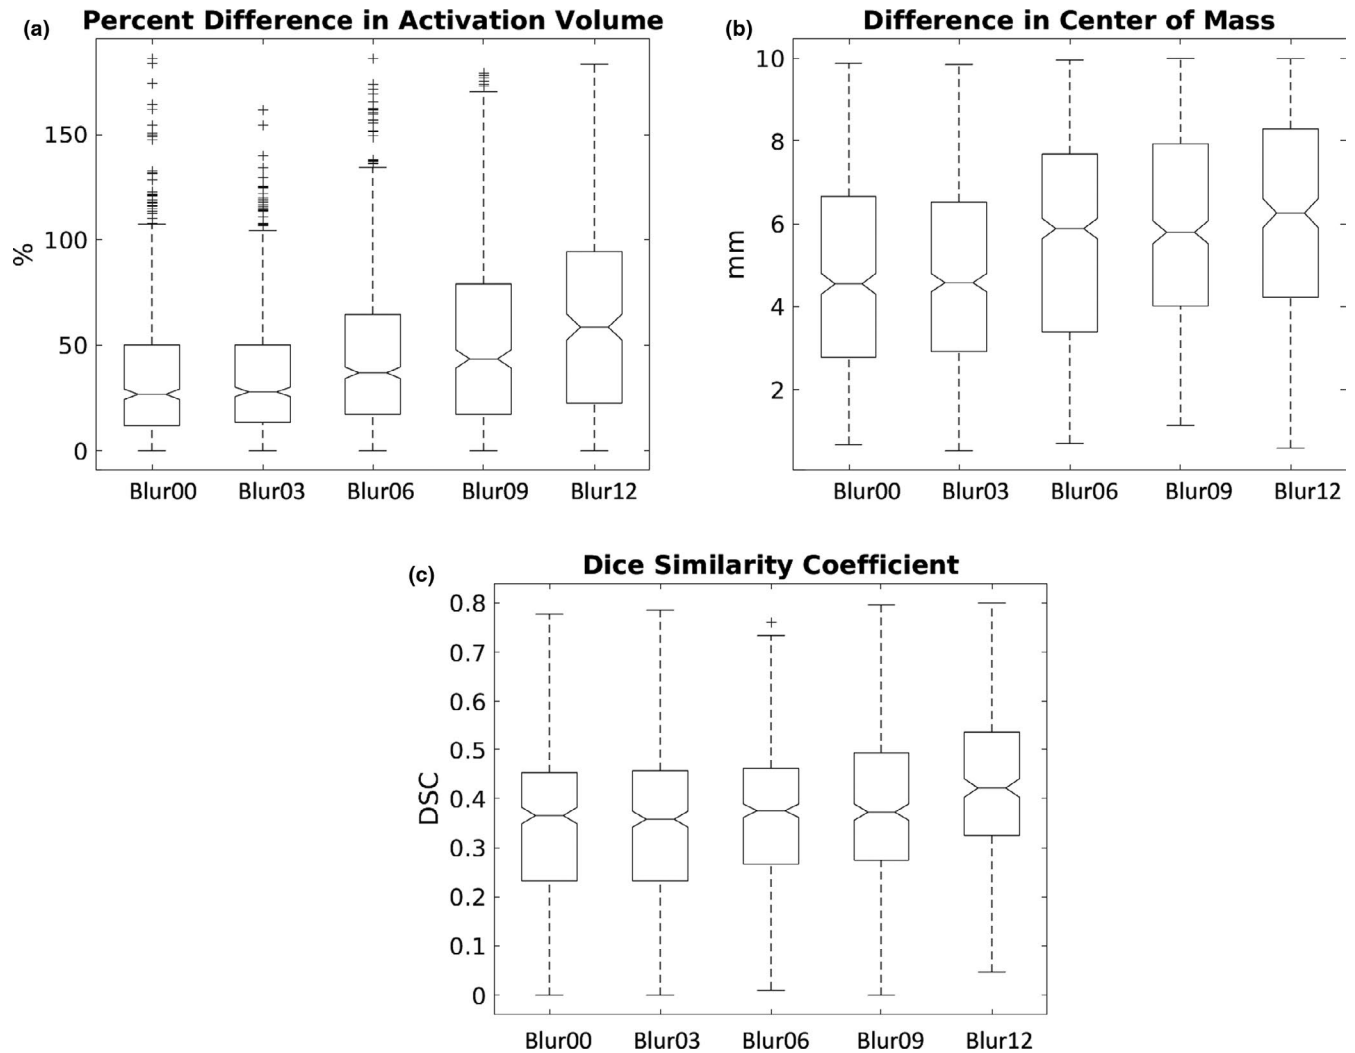 (a) Percent Difference in Activation Volume
150
100
50
0
%
Blur00 Blur03 Blur06 Blur09 Blur12
(b) Difference in Center of Mass
10
8
6
4
2
mm
Blur00 Blur03 Blur06 Blur09 Blur12
(c) Dice Similarity Coefficient
0.8
0.7
0.6
0.5
0.4
0.3
0.2
0.1
0
DSC
Blur00 Blur03 Blur06 Blur09 Blur12